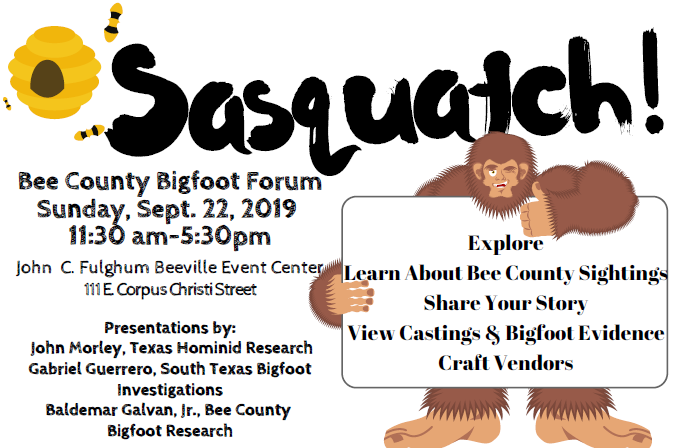 Sasquatch!
Bee County Bigfoot Forum
Sunday, Sept. 22, 2019
11:30 am-5:30pm
John C. Fulghum Beeville Event Center
111 E. Corpus Christi Street
Presentations by:
John Morley, Texas Hominid Research
Gabriel Guerrero, South Texas Bigfoot
Investigations
Baldemar Galvan, Jr., Bee County
Bigfoot Research
Explore
Learn About Bee County Sightings
Share Your Story
View Castings & Bigfoot Evidence
Craft Vendors